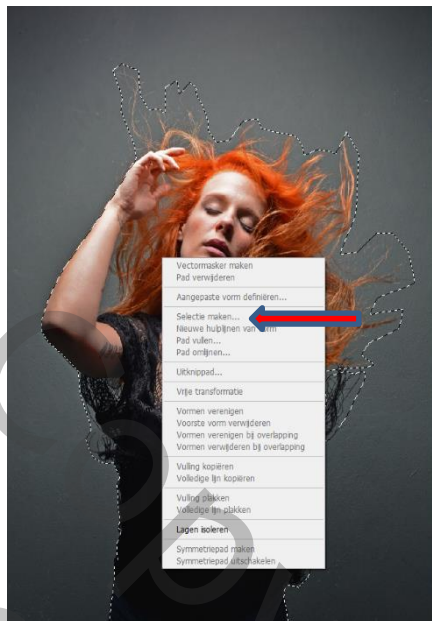 Vectormasker maken
Pad verwijderen
Aangepaste vorm definiëren...
Selectie maken...
Nieuwe hulplijnen van vorm
Pad vullen...
Pad omlijnen...
Uitknippad...
Vrije transformatie
Vormen verenigen
Voorste vorm verwijderen
Vormen verenigen bij overlapping
Vormen verwijderen bij overlapping
Vulling kopiëren
Volledige lijn kopiëren
Vulling plakken
Volledige lijn plakken
Lagen isoleren
Symmetriepad maken
Symmetriepad uitschakelen